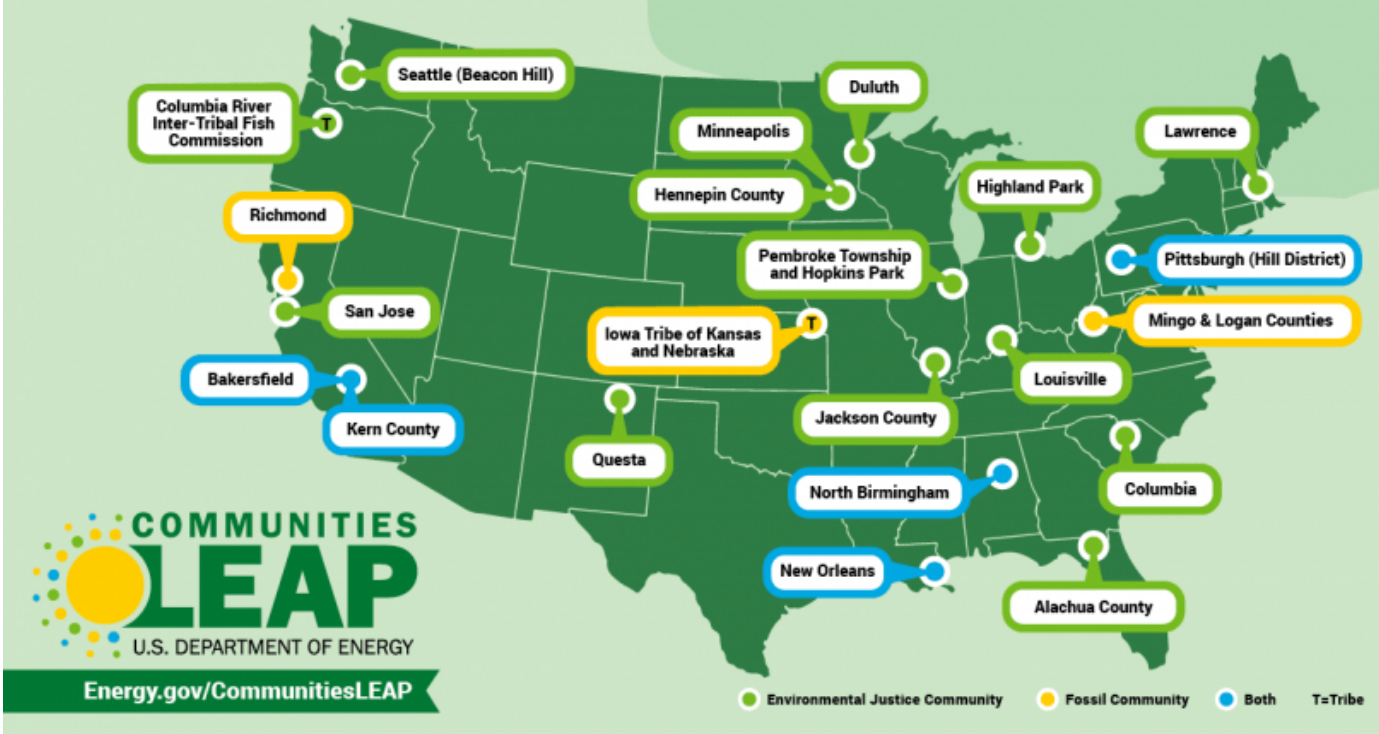 Seattle (Beacon Hill)
Duluth
Columbia River
Inter-Tribal Fish
Commission
T
Minneapolis
Lawrence
Hennepin County
Highland Park
Richmond
Pembroke Township
and Hopkins Park
Pittsburgh (Hill District)
San Jose
Iowa Tribe of Kansas
and Nebraska
T
Mingo & Logan Counties
Bakersfield
Louisville
Kern County
Jackson County
Questa
North Birmingham
Columbia
New Orleans
Alachua County
COMMUNITIES
LEAP
U.S. DEPARTMENT OF ENERGY
Energy.gov/CommunitiesLEAP
Environmental Justice Community
Fossil Community
Both
T=Tribe